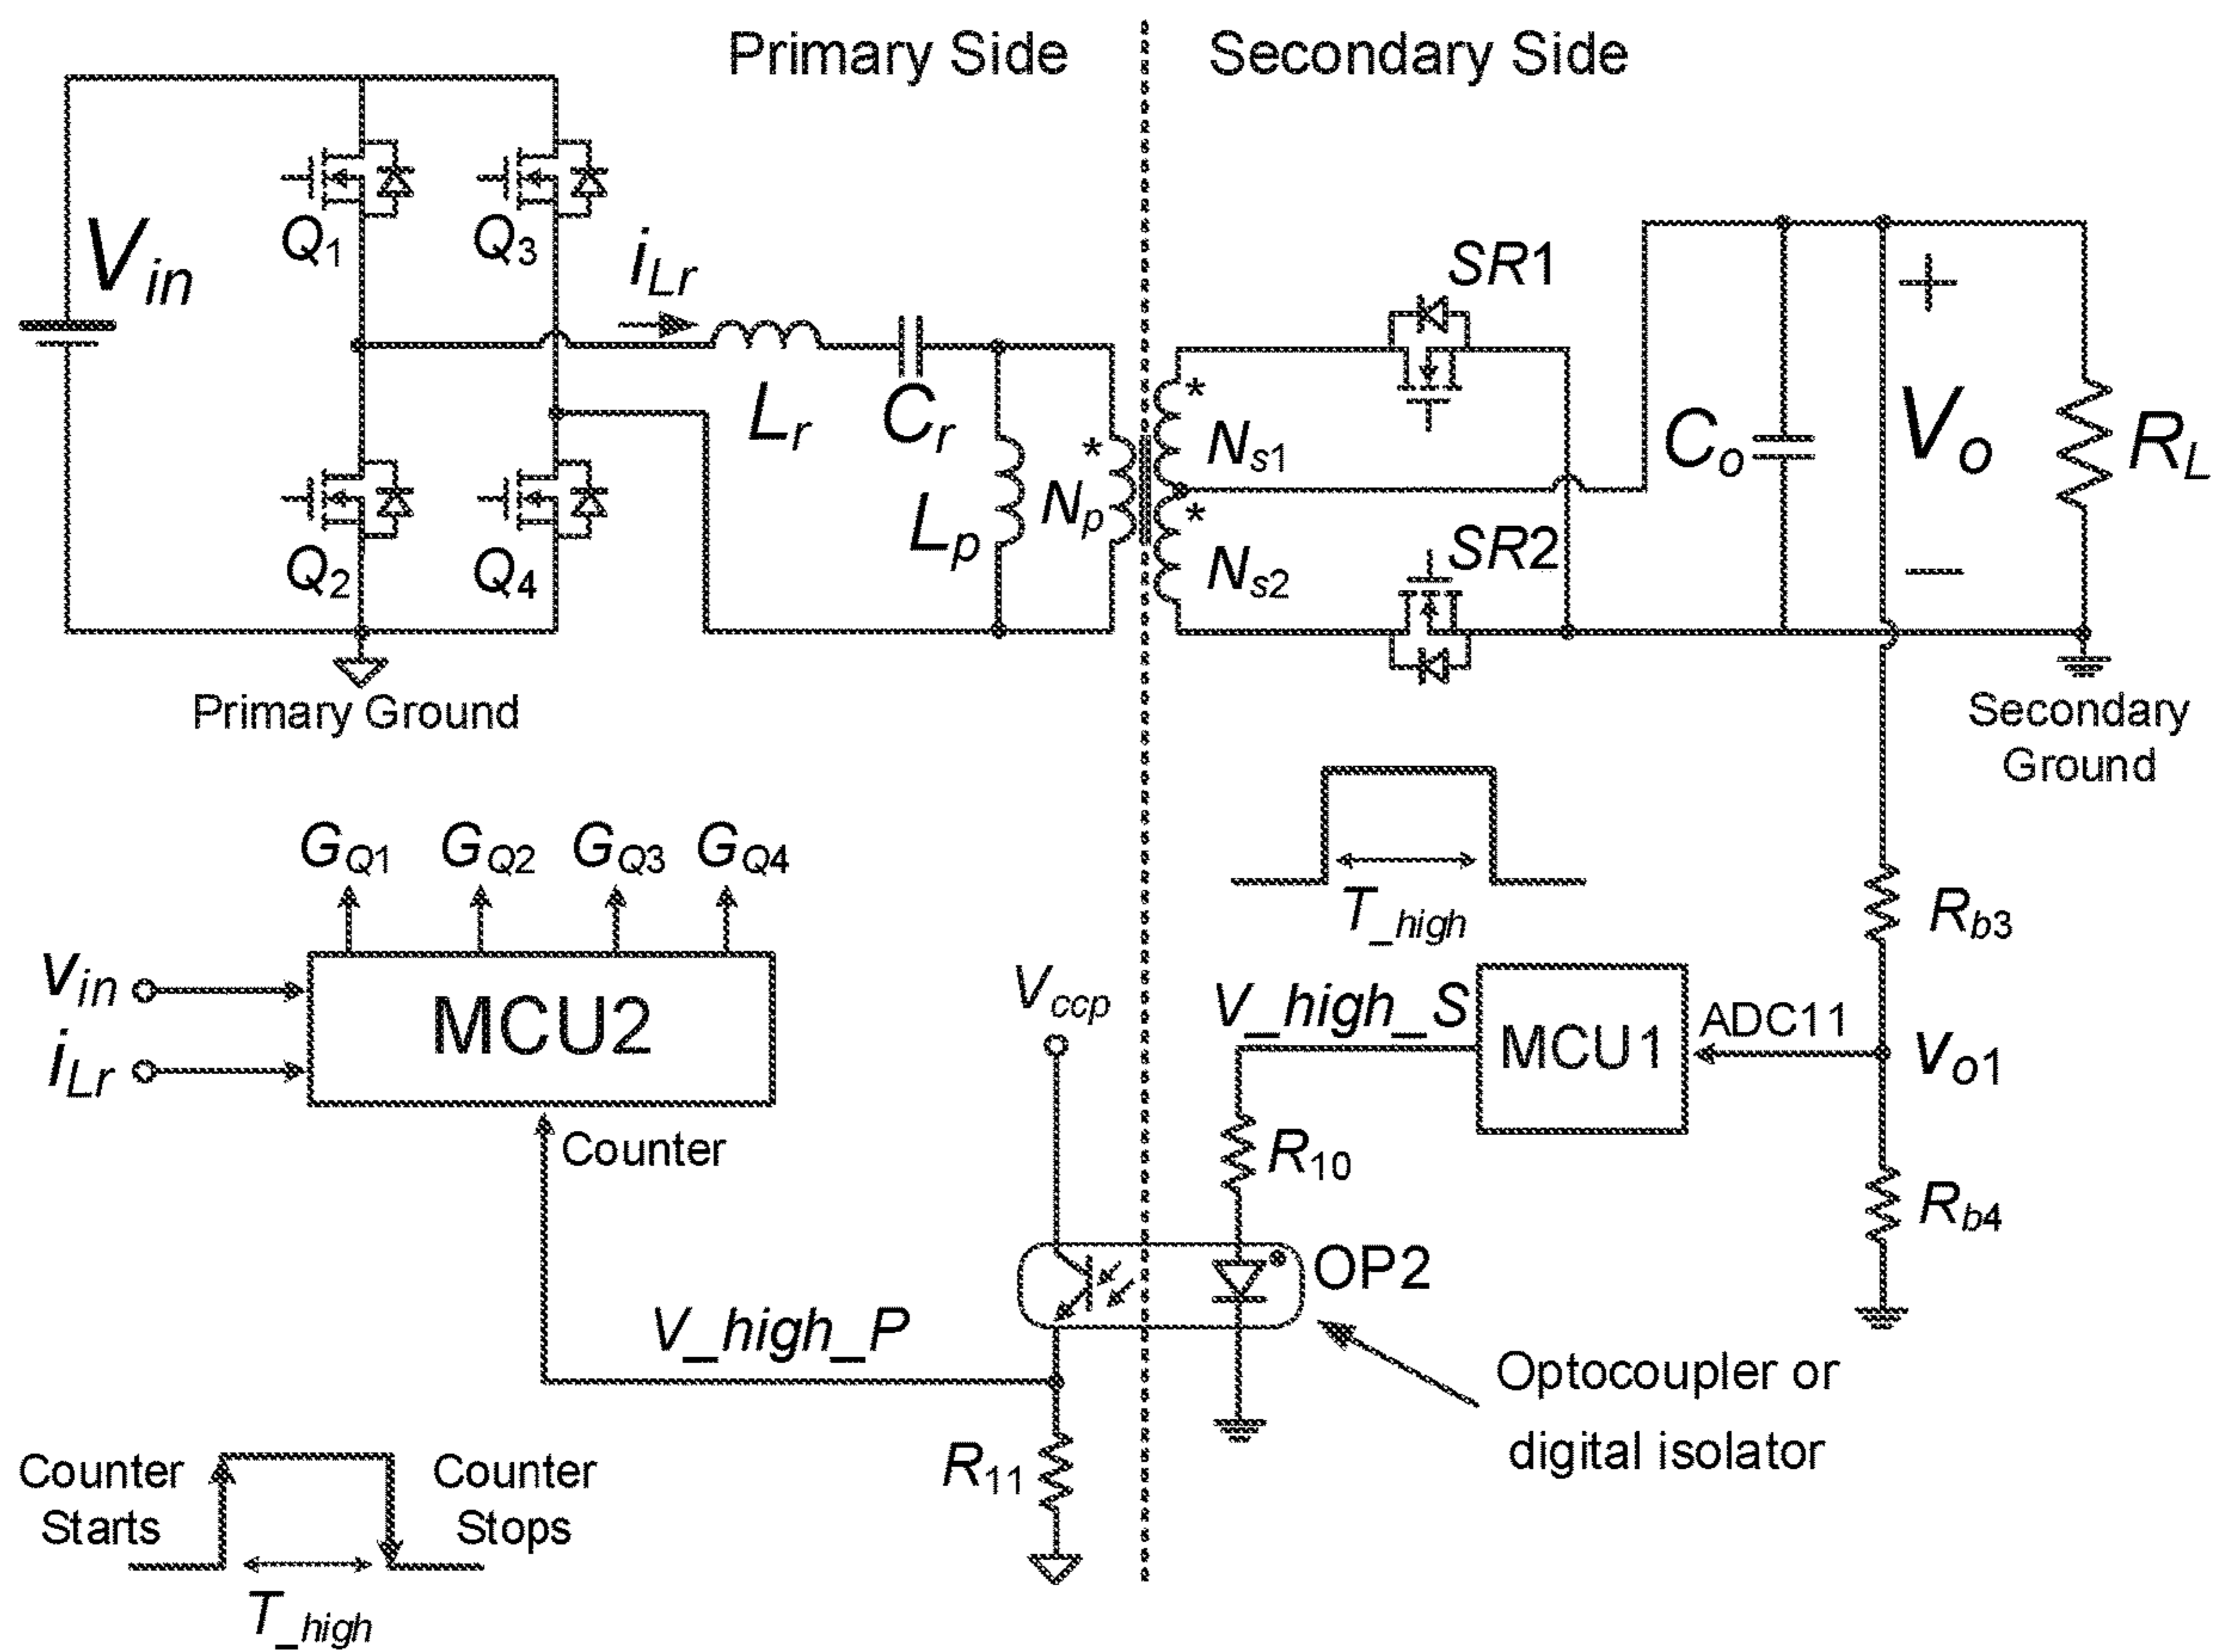 Primary Side
Secondary Side
Vin
Q1
Q3
iLr
SR1
+
Lr
Cr
Ns1
Co
Vo
RL
*
*
Np
Lp
*
Q2
Q4
Ns2
SR2
−
Primary Ground
Secondary
Ground
GQ1
GQ2
GQ3
GQ4
T_high
Rb3
vin
iLr
MCU2
Vccp
V_high_S
MCU1
ADC11
vo1
Counter
R10
Rb4
OP2
V_high_P
Optocoupler or
digital isolator
R11
Counter
Starts
Counter
Stops
T_high